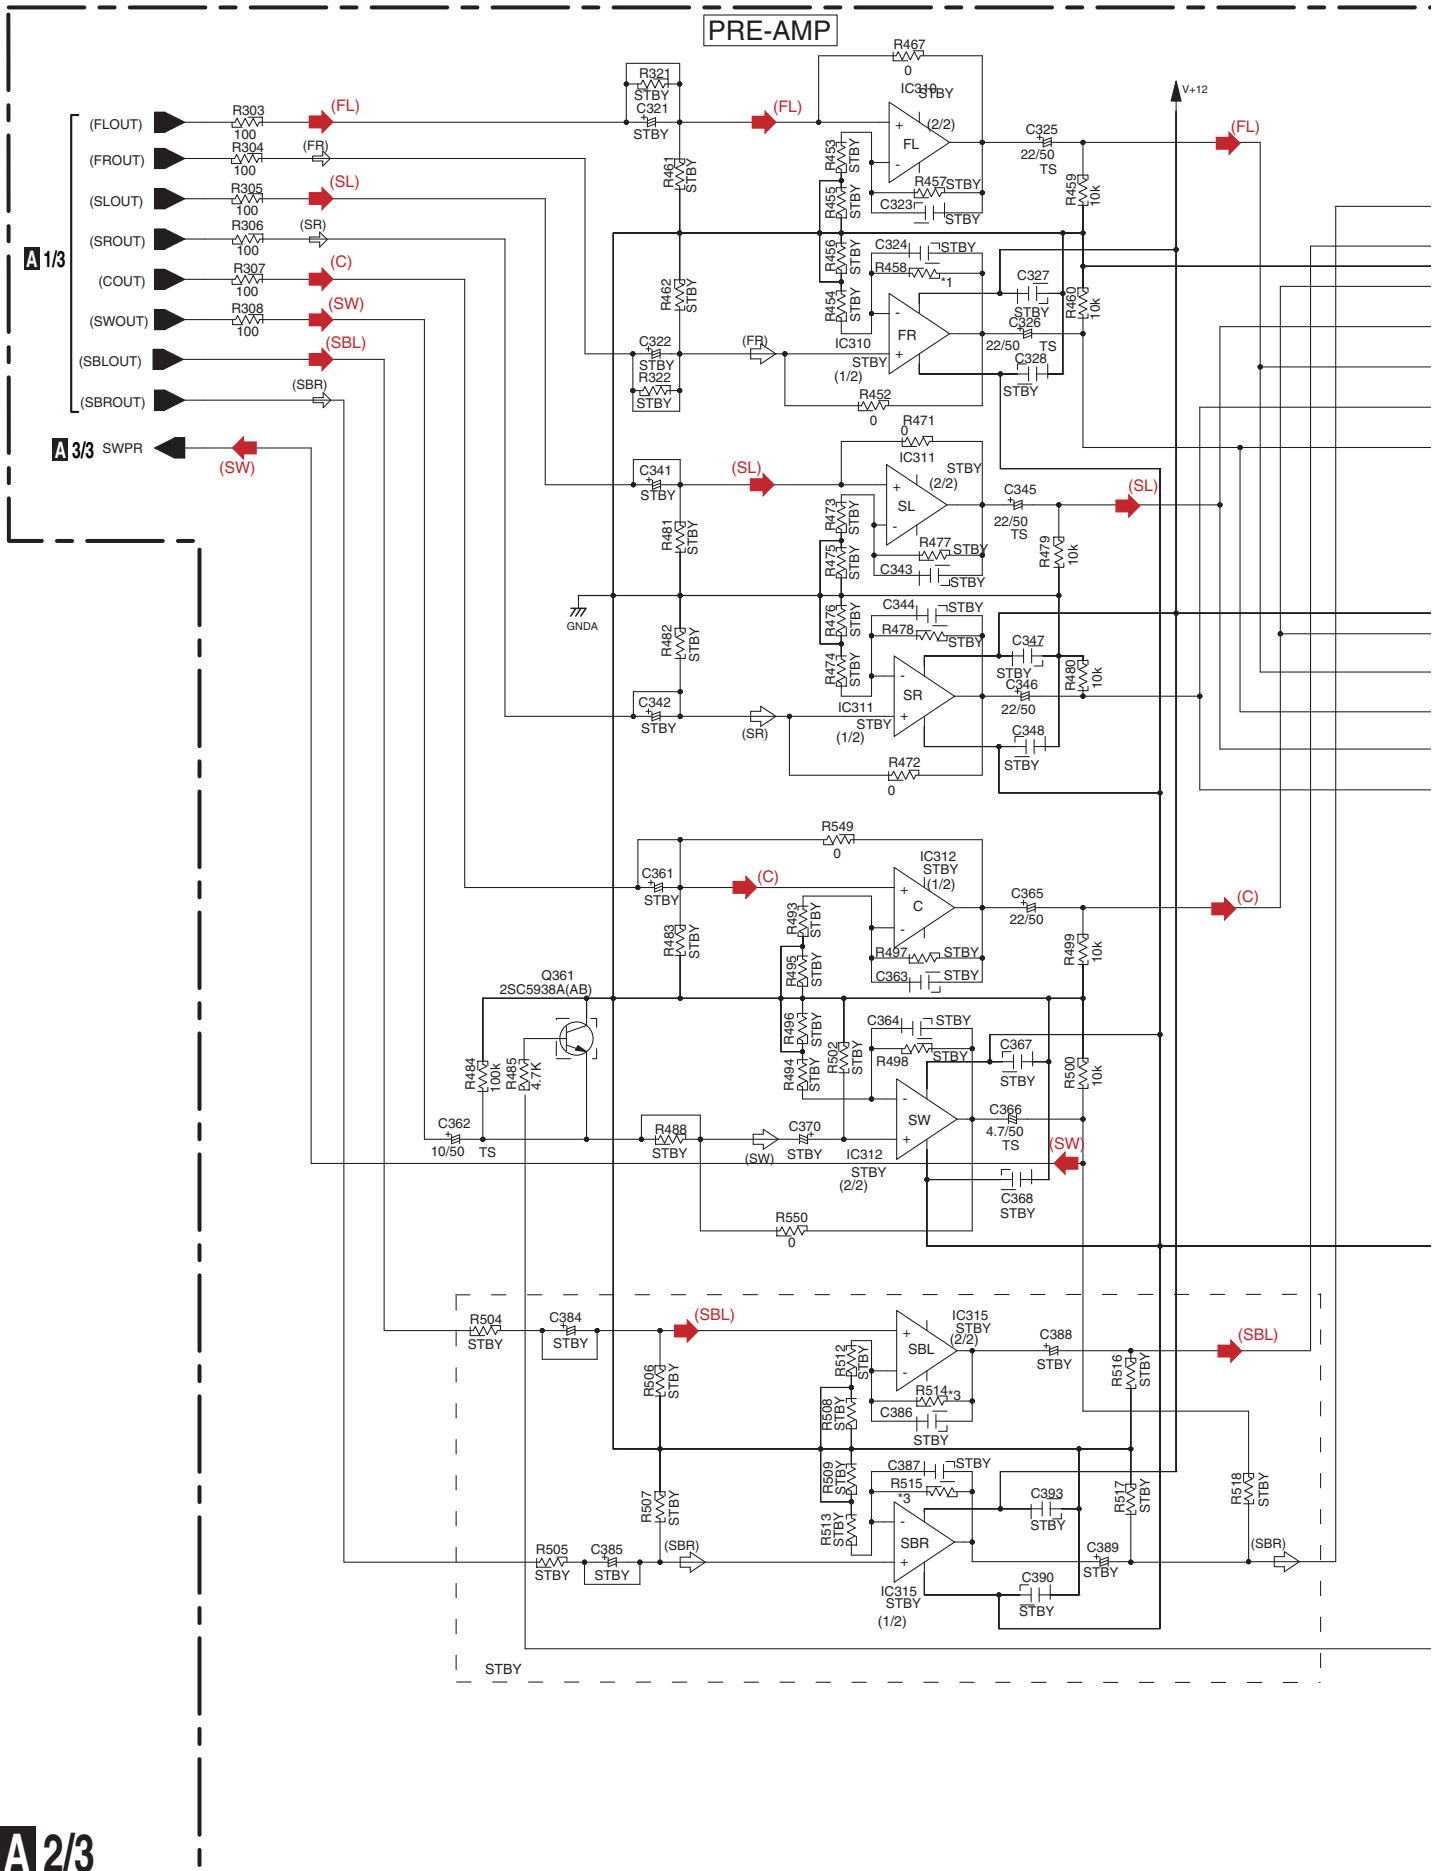 PRE-AMP
R467
0
IC310
STBY
(2/2)
R321
STBY
C321
STBY
V+12
(FLOUT)
R303
100
(FL)
(FL)
+
FL
-
C325
22/50
TS
(FL)
(FROUT)
R304
100
(FR)
R461
STBY
R453
STBY
R455
STBY
R457
STBY
C323
STBY
R459
10k
(SLOUT)
R305
100
(SL)
(SROUT)
R306
100
(SR)
A 1/3
R456
STBY
R454
STBY
C324
STBY
R458
*1
C327
STBY
(COUT)
R307
100
(C)
R462
STBY
R460
10k
(SWOUT)
R308
100
(SW)
-
FR
+
C326
22/50
TS
(SBLOUT)
(SBL)
C322
STBY
R322
STBY
(FR)
IC310
STBY
(1/2)
C328
(SBROUT)
(SBR)
R452
0
A 3/3 SWPR
(SW)
R471
0
IC311
STBY
(2/2)
C341
STBY
(SL)
+
SL
-
C345
22/50
TS
(SL)
R481
STBY
R473
STBY
R475
STBY
R477
STBY
C343
STBY
R479
10k
GNDA
R482
STBY
R476
STBY
R474
STBY
C344
STBY
R478
STBY
C347
STBY
R480
10k
-
SR
+
C346
22/50
C342
STBY
(SR)
IC311
STBY
(1/2)
C348
STBY
R472
0
R549
0
IC312
STBY
(1/2)
C361
STBY
(C)
+
C
-
C365
22/50
(C)
R483
STBY
R493
STBY
R495
STBY
R497
STBY
C363
STBY
R499
10k
Q361
2SC5938A(AB)
R496
STBY
R494
STBY
R502
STBY
C364
STBY
R498
STBY
C367
STBY
R500
10k
R484
100k
R485
4.7K
-
SW
+
C366
4.7/50
TS
C362
10/50
TS
R488
STBY
(SW)
C370
STBY
IC312
STBY
(2/2)
(SW)
C368
STBY
R550
0
R504
STBY
C384
STBY
(SBL)
IC315
STBY
(2/2)
+
SBL
-
C388
STBY
(SBL)
R506
STBY
R512
STBY
R508
STBY
R514
*3
C386
STBY
R516
STBY
R507
STBY
R509
STBY
R513
STBY
C387
STBY
R515
*3
C393
STBY
R517
STBY
R518
STBY
-
SBR
+
R505
STBY
C385
STBY
(SBR)
C389
STBY
(SBR)
IC315
STBY
(1/2)
C390
STBY
STBY
A 2/3